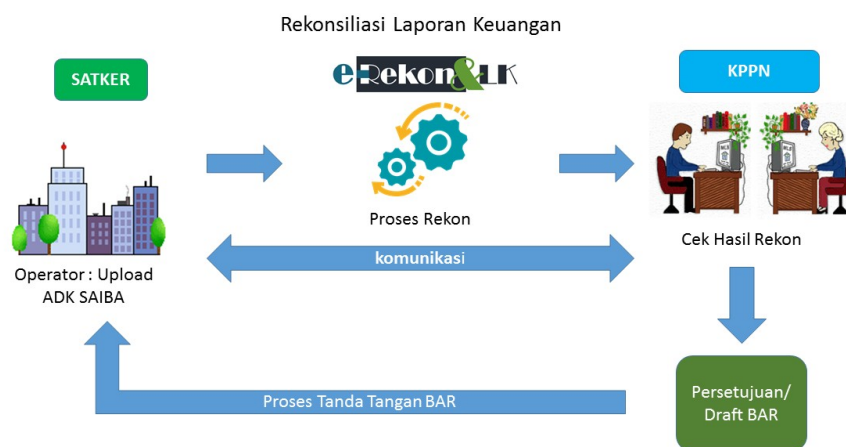 Rekonsiliasi Laporan Keuangan
SATKER
e-Rekon&LK
KPPN
Proses Rekon
Cek Hasil Rekon
komunikasi
Operator : Upload
ADK SAIBA
Proses Tanda Tangan BAR
Persetujuan/
Draft BAR